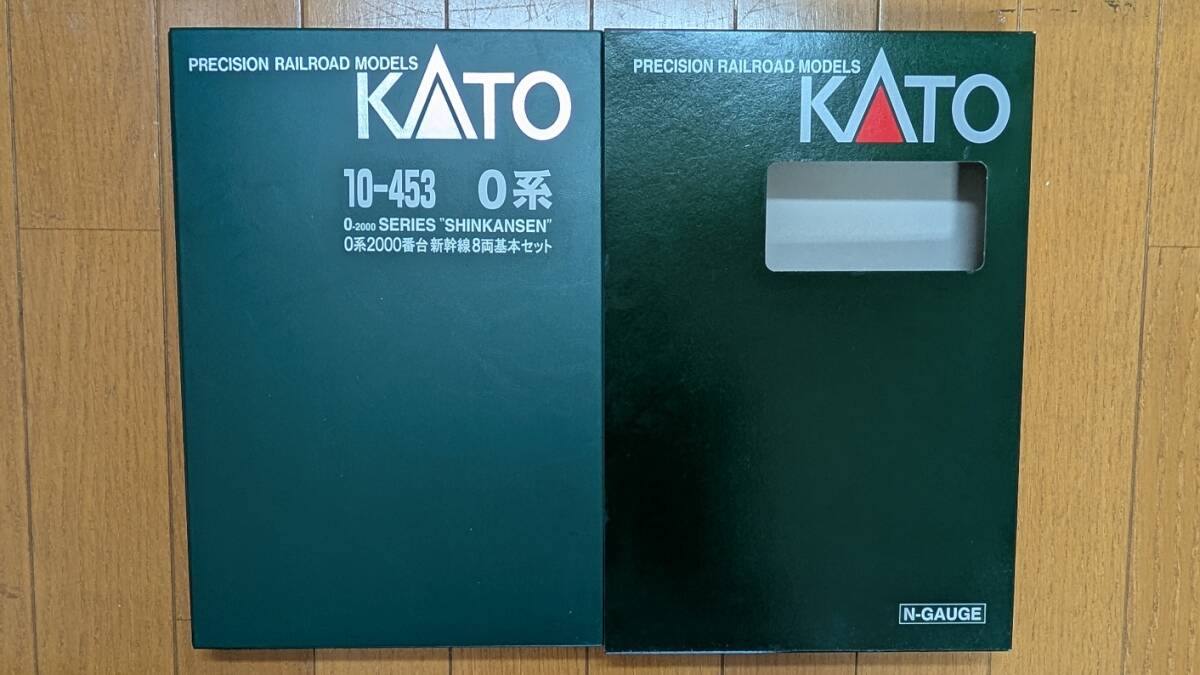 PRECISION RAILROAD MODELS
KATO
10-453 0系
0-2000 SERIES "SHINKANSEN"
0系2000番台 新幹線8両基本セット
PRECISION RAILROAD MODELS
KATO
N-GAUGE